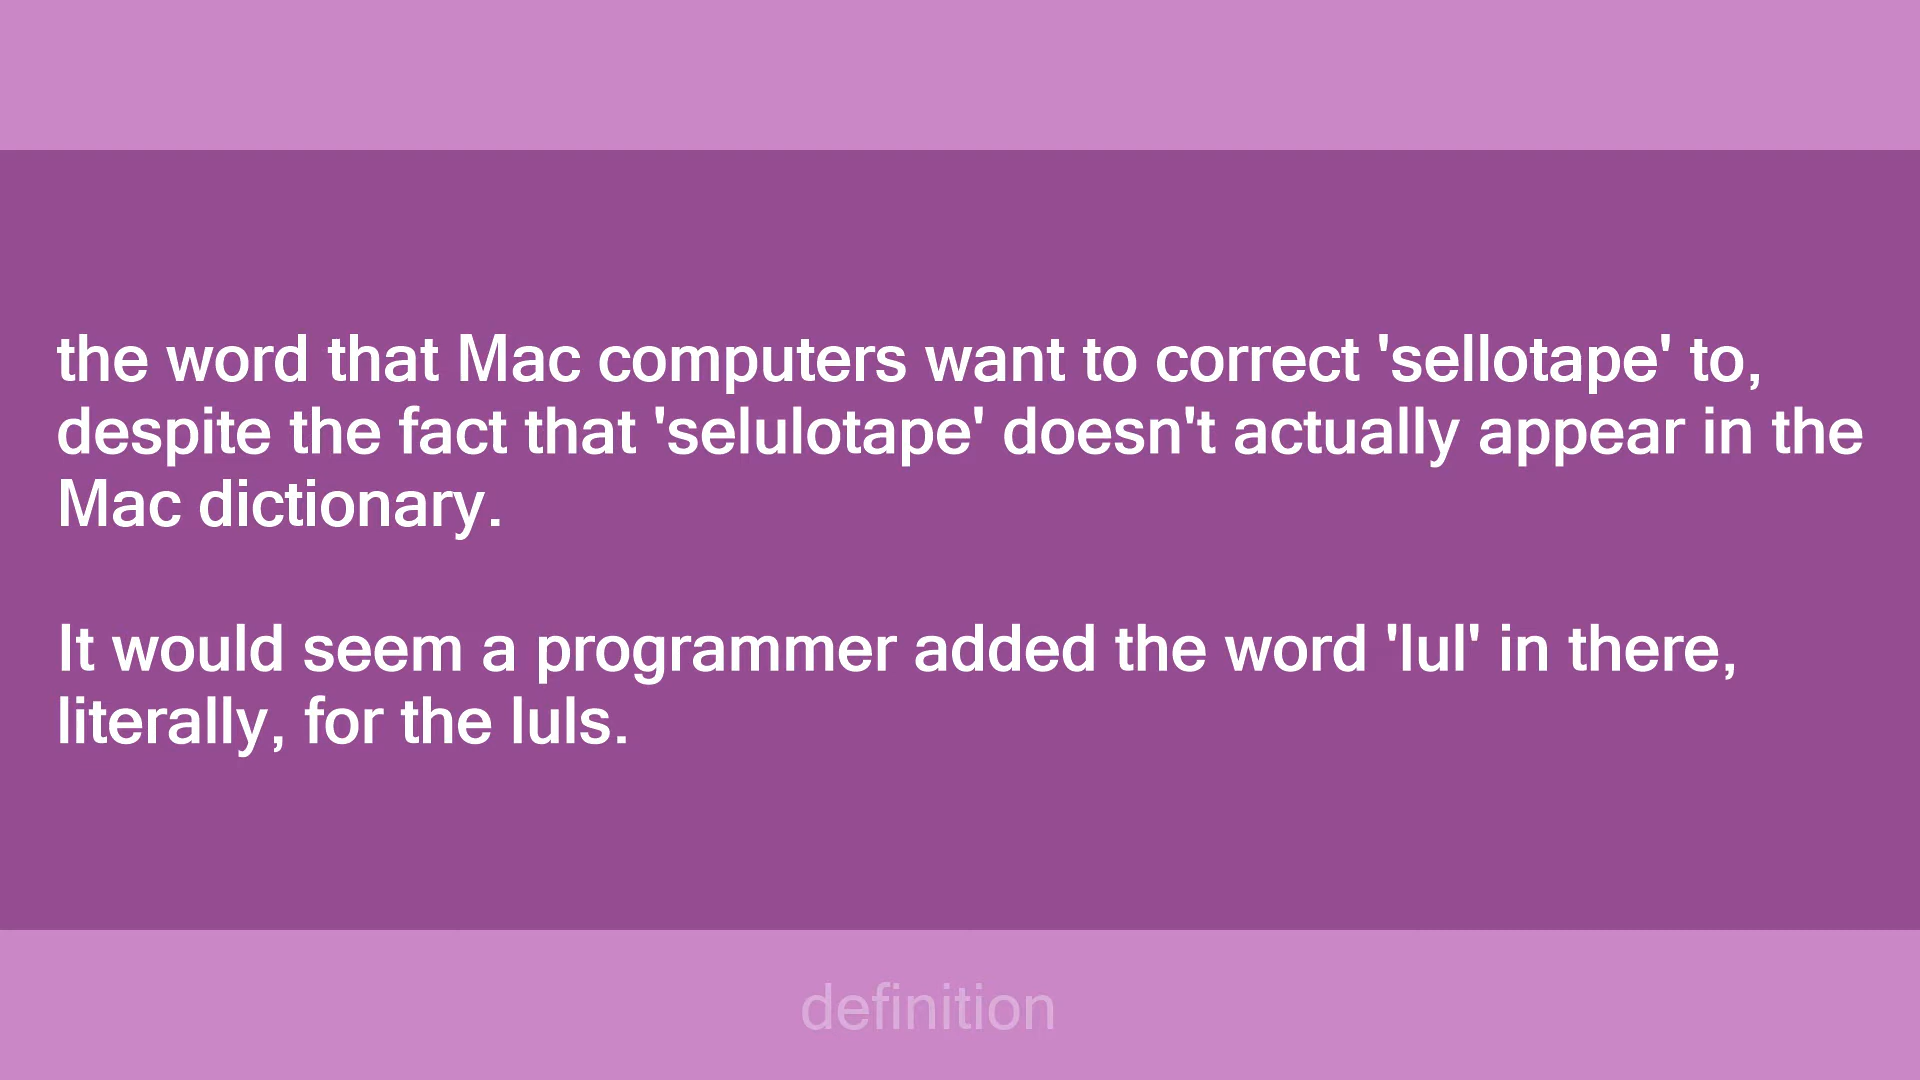 the word that Mac computers want to correct 'sellotape' to,
despite the fact that 'selulotape' doesn't actually appear in the
Mac dictionary.
It would seem a programmer added the word 'lul' in there,
literally, for the luls.
definition